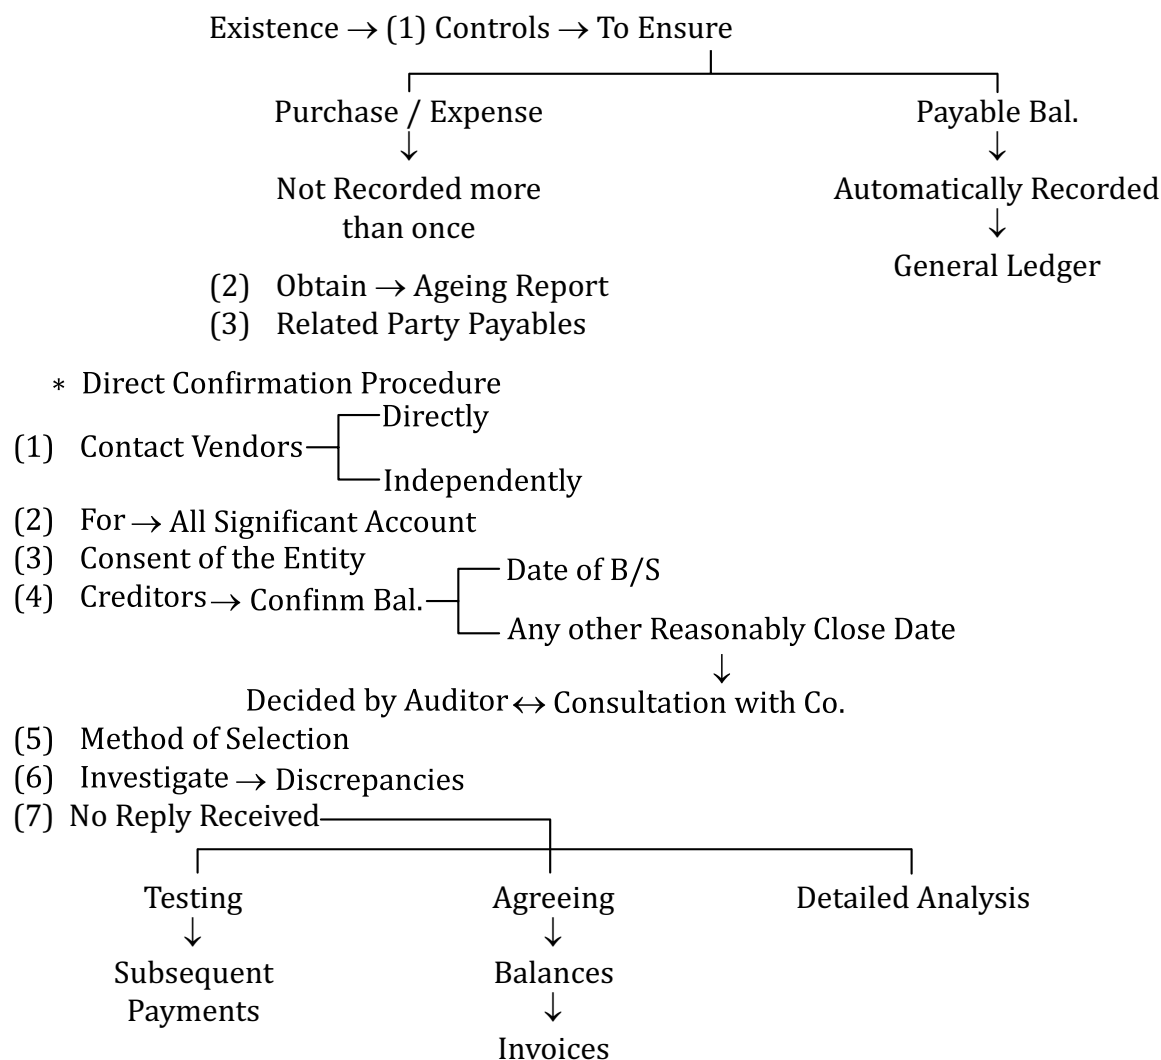 Existence → (1) Controls → To Ensure
Purchase / Expense
Payable Bal.
↓
↓
Not Recorded more
than once
Automatically Recorded
↓
General Ledger
(2) Obtain → Ageing Report
(3) Related Party Payables
* Direct Confirmation Procedure
Directly
(1) Contact Vendors
Independently
(2) For → All Significant Account
(3) Consent of the Entity
Date of B/S
(4) Creditors → Confinm Bal.
Any other Reasonably Close Date
↓
Decided by Auditor ↔ Consultation with Co.
(5) Method of Selection
(6) Investigate → Discrepancies
(7) No Reply Received
Testing
Agreeing
Detailed Analysis
↓
↓
Subsequent
Payments
Balances
↓
Invoices